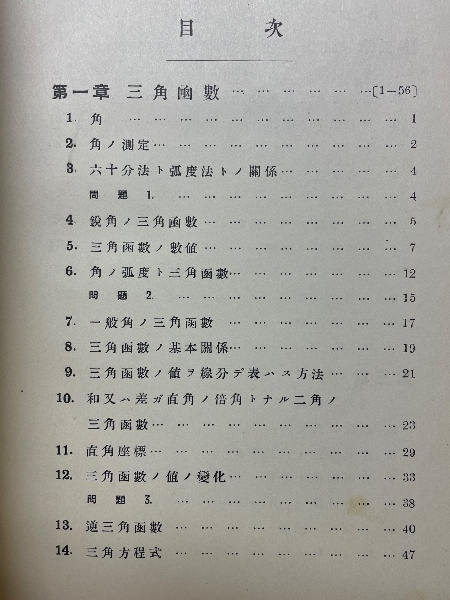 目次
第一章 三角函數 … … … … … …〔1—56〕
1. 角 … … … … … … … … … … 1
2. 角ノ測定 … … … … … … … … … 2
3. 六十分法ト弧度法トノ關係 … … … … … 4
問題 1. … … … … … … … … 4
4. 鋭角ノ三角函數 … … … … … … … 5
5. 三角函數ノ數値 … … … … … … … 7
6. 角ノ弧度ト三角函數 … … … … … … 12
問題 2. … … … … … … … … 15
7. 一般角ノ三角函數 … … … … … … 17
8. 三角函數ノ基本關係 … … … … … … 19
9. 三角函數ノ値ヲ線分デ表ハス方法 … … … 21
10. 和又ハ差ガ直角ノ倍角トナル二角ノ
三角函數 … … … … … … … … 23
11. 直角座標 … … … … … … … … … 29
12. 三角函數ノ値ノ變化 … … … … … … 33
問題 3. … … … … … … … … 38
13. 逆三角函數 … … … … … … … … 40
14. 三角方程式 … … … … … … … … 47